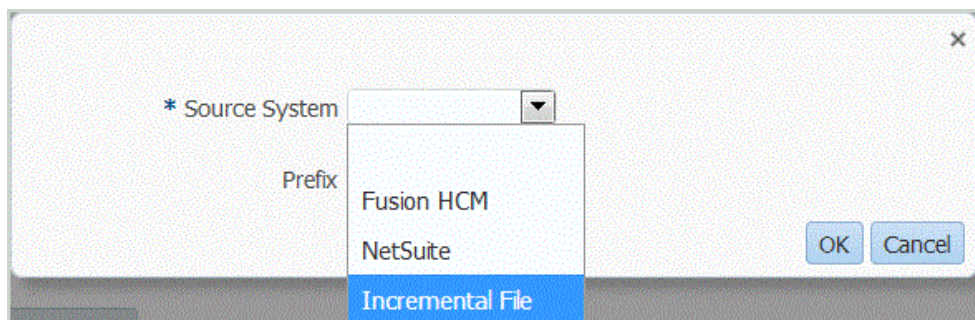 ×
* Source System
Prefix
Fusion HCM
NetSuite
Incremental File
OK Cancel